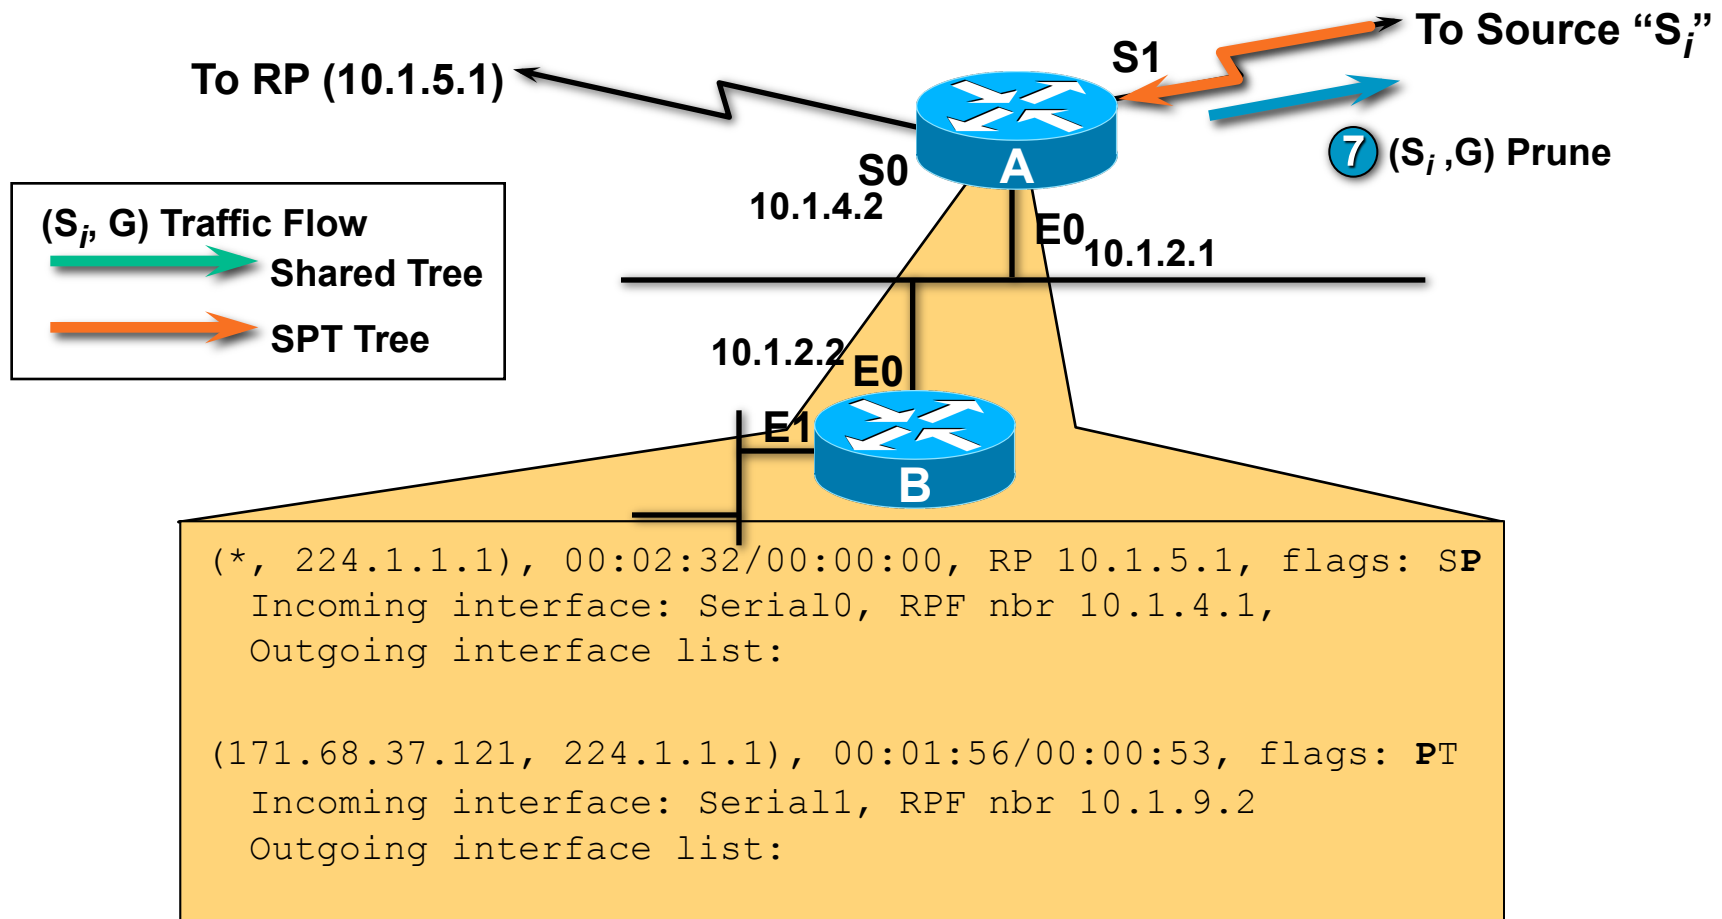 To Source “Si”
S1
To RP (10.1.5.1)
7 (Si ,G) Prune
A
S0
10.1.4.2
(Si, G) Traffic Flow
Shared Tree
SPT Tree
E0
10.1.2.1
10.1.2.2
E0
E1
B
(*, 224.1.1.1), 00:02:32/00:00:00, RP 10.1.5.1, flags: SP
Incoming interface: Serial0, RPF nbr 10.1.4.1,
Outgoing interface list:
(171.68.37.121, 224.1.1.1), 00:01:56/00:00:53, flags: PT
Incoming interface: Serial1, RPF nbr 10.1.9.2
Outgoing interface list: